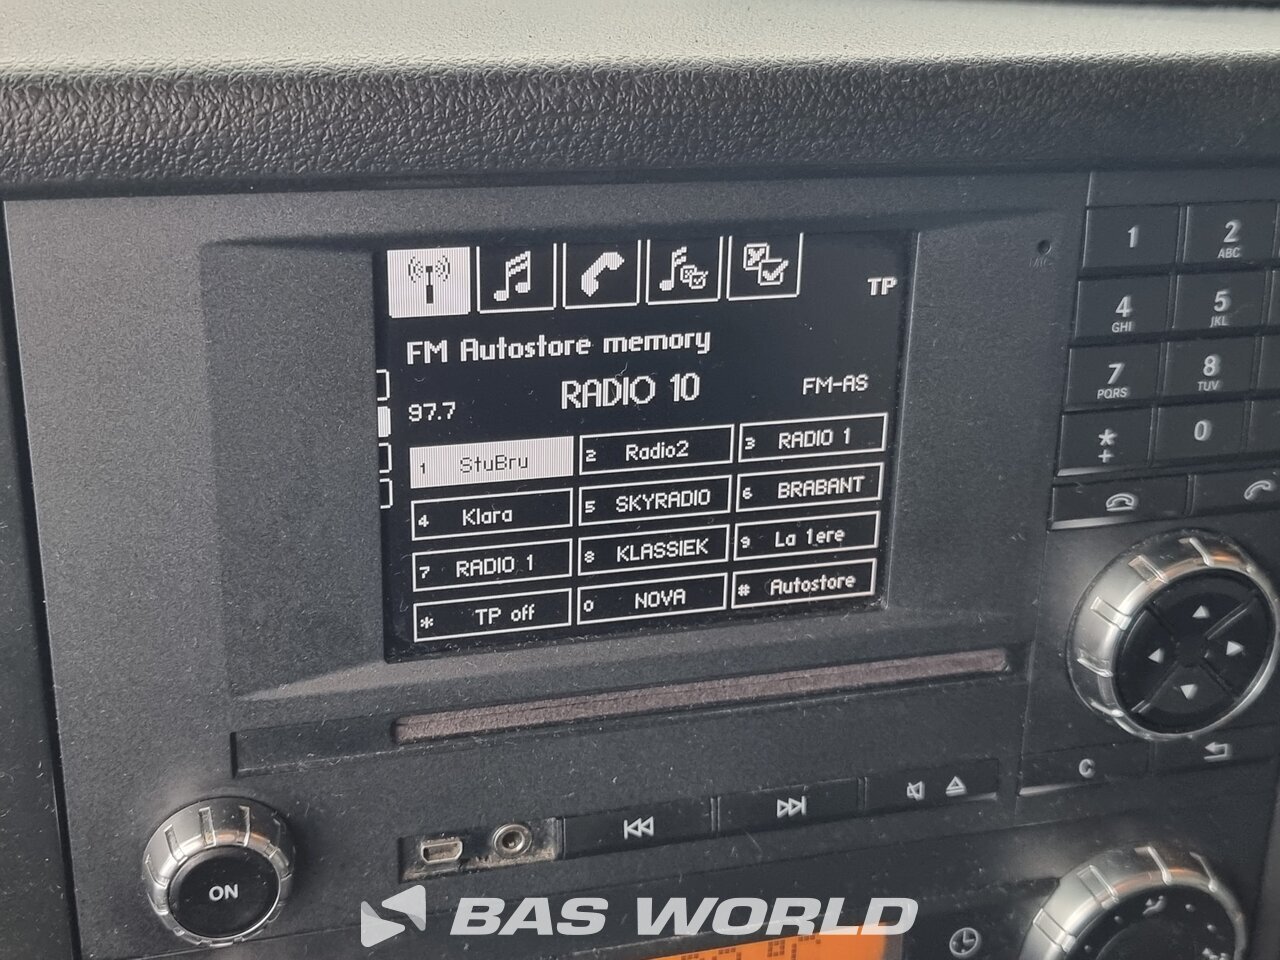 TP
FM Autostore memory
97.7 RADIO 10 FM-AS
1 StuBru 2 Radio2 3 RADIO 1
4 Klara 5 SKYRADIO 6 BRABANT
7 RADIO 1 8 KLASSIEK 9 La 1ere
* TP off 0 NOVA # Autostore
MIC
1 2 ABC
4 GHI 5 JKL
7 PQRS 8 TUV
* + 0
C
ON
BAS WORLD